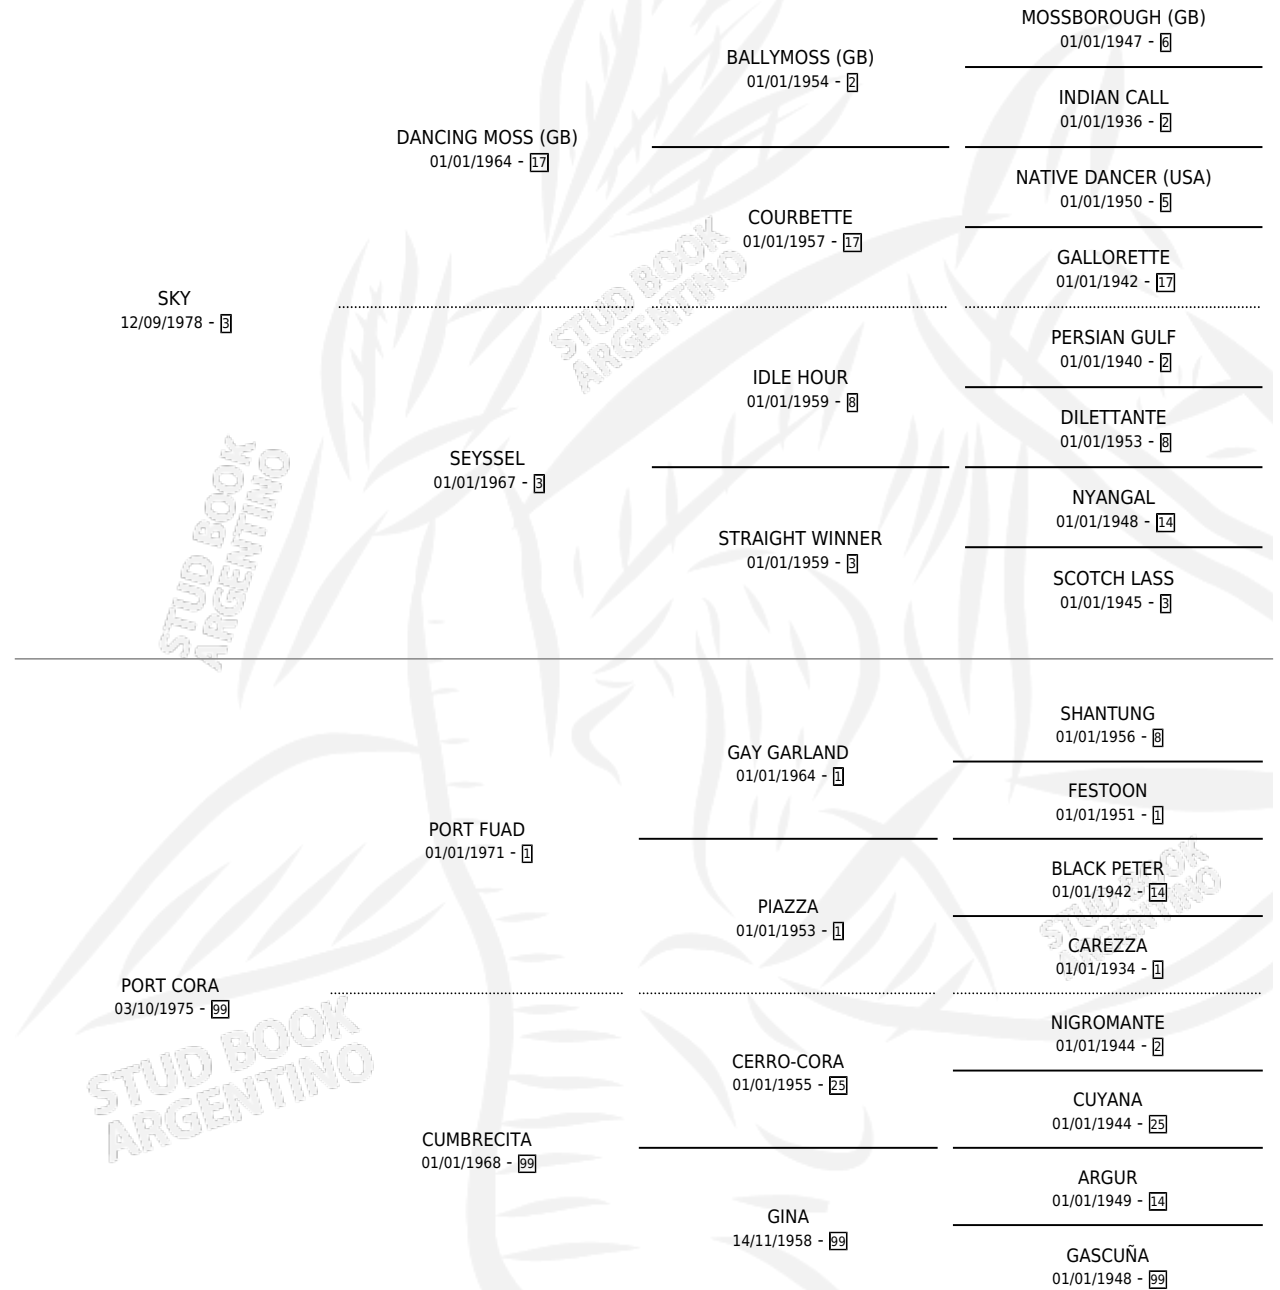 MOSSBOROUGH (GB)
01/01/1947 - 6
BALLYMOSS (GB)
01/01/1954 - 2
INDIAN CALL
01/01/1936 - 2
DANCING MOSS (GB)
01/01/1964 - 17
NATIVE DANCER (USA)
01/01/1950 - 5
COURBETTE
01/01/1957 - 17
GALLORETTE
01/01/1942 - 17
SKY
12/09/1978 - 3
PERSIAN GULF
01/01/1940 - 2
IDLE HOUR
01/01/1959 - 8
DILETTANTE
01/01/1953 - 8
SEYSSEL
01/01/1967 - 3
NYANGAL
01/01/1948 - 14
STRAIGHT WINNER
01/01/1959 - 3
SCOTCH LASS
01/01/1945 - 3
STUD BOOK
ARGENTINO
STUD BOOK
ARGENTINO
SHANTUNG
01/01/1956 - 8
GAY GARLAND
01/01/1964 - 1
FESTOON
01/01/1951 - 1
PORT FUAD
01/01/1971 - 1
BLACK PETER
01/01/1942 - 14
PIAZZA
01/01/1953 - 1
CAREZZA
01/01/1934 - 1
PORT CORA
03/10/1975 - 99
NIGROMANTE
01/01/1944 - 2
CERRO-CORA
01/01/1955 - 25
CUYANA
01/01/1944 - 25
CUMBRECITA
01/01/1968 - 99
ARGUR
01/01/1949 - 14
GINA
14/11/1958 - 99
GASCUÑA
01/01/1948 - 99
STUD BOOK
ARGENTINO
STUD BOOK
ARGENTINO